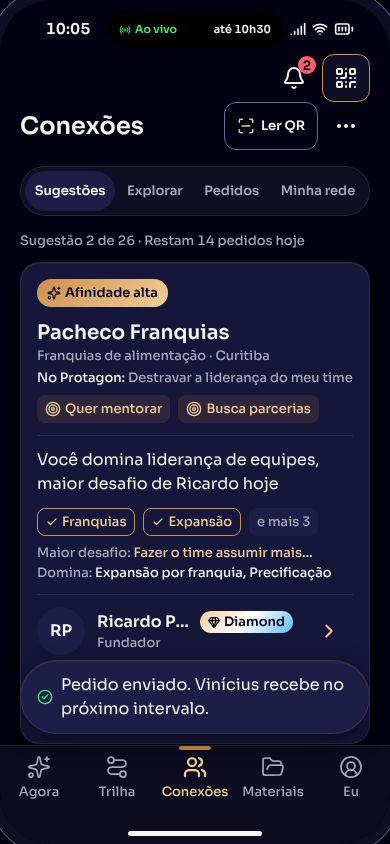 10:05
Ao vivo
até 10h30
2
Conexões
Ler QR
Sugestões
Explorar
Pedidos
Minha rede
Sugestão 2 de 26 · Restam 14 pedidos hoje
Afinidade alta
Pacheco Franquias
Franquias de alimentação · Curitiba
No Protagon: Destravar a liderança do meu time
Quer mentorar
Busca parcerias
Você domina liderança de equipes,
maior desafio de Ricardo hoje
Franquias
Expansão
e mais 3
Maior desafio: Fazer o time assumir mais...
Domina: Expansão por franquia, Precificação
RP
Ricardo P...
Diamond
Fundador
Pedido enviado. Vinícius recebe no
próximo intervalo.
Agora
Trilha
Conexões
Materiais
Eu